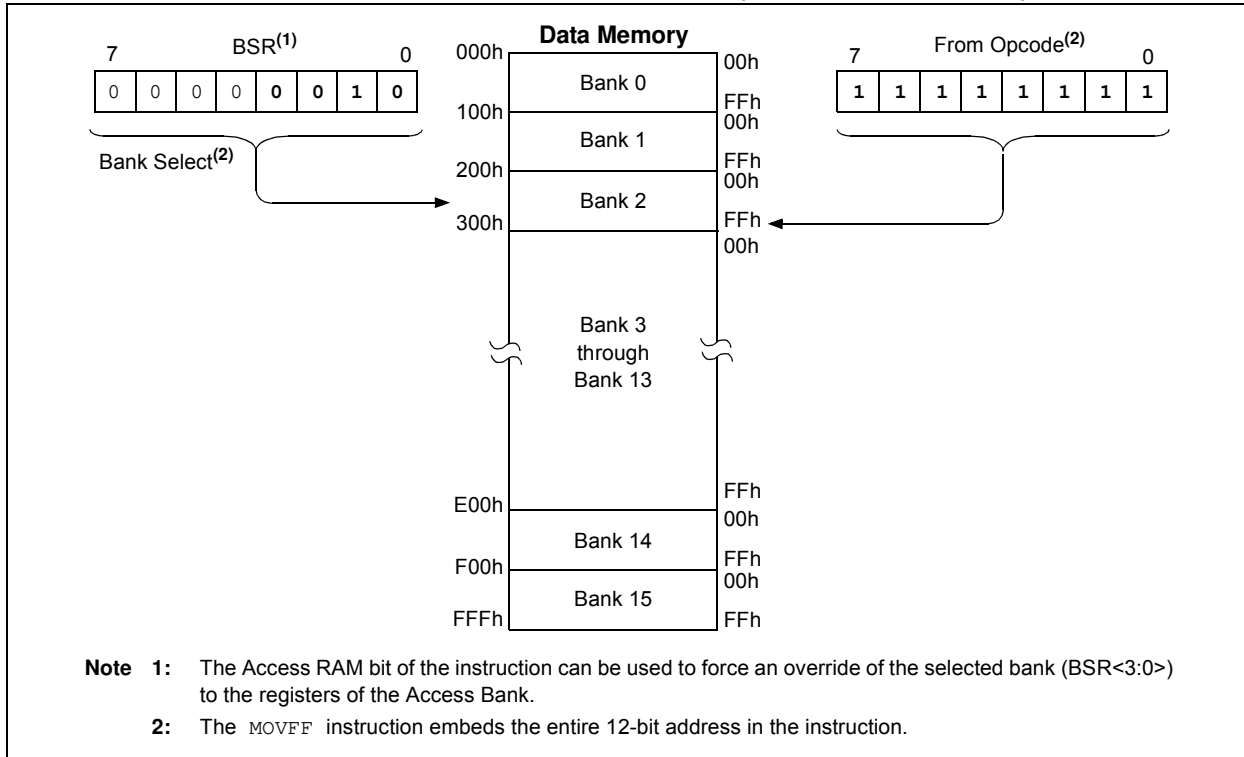 Data Memory
7 BSR(1) 0
0 0 0 0 0 0 1 0
Bank Select(2)
7 From Opcode(2) 0
1 1 1 1 1 1 1 1
000h
00h
Bank 0
FFh
100h
00h
Bank 1
FFh
200h
00h
Bank 2
FFh
300h
00h
Bank 3
through
Bank 13
FFh
E00h
00h
Bank 14
FFh
F00h
00h
Bank 15
FFFh
FFh
Note 1: The Access RAM bit of the instruction can be used to force an override of the selected bank (BSR<3:0>)
to the registers of the Access Bank.
2: The MOVFF instruction embeds the entire 12-bit address in the instruction.